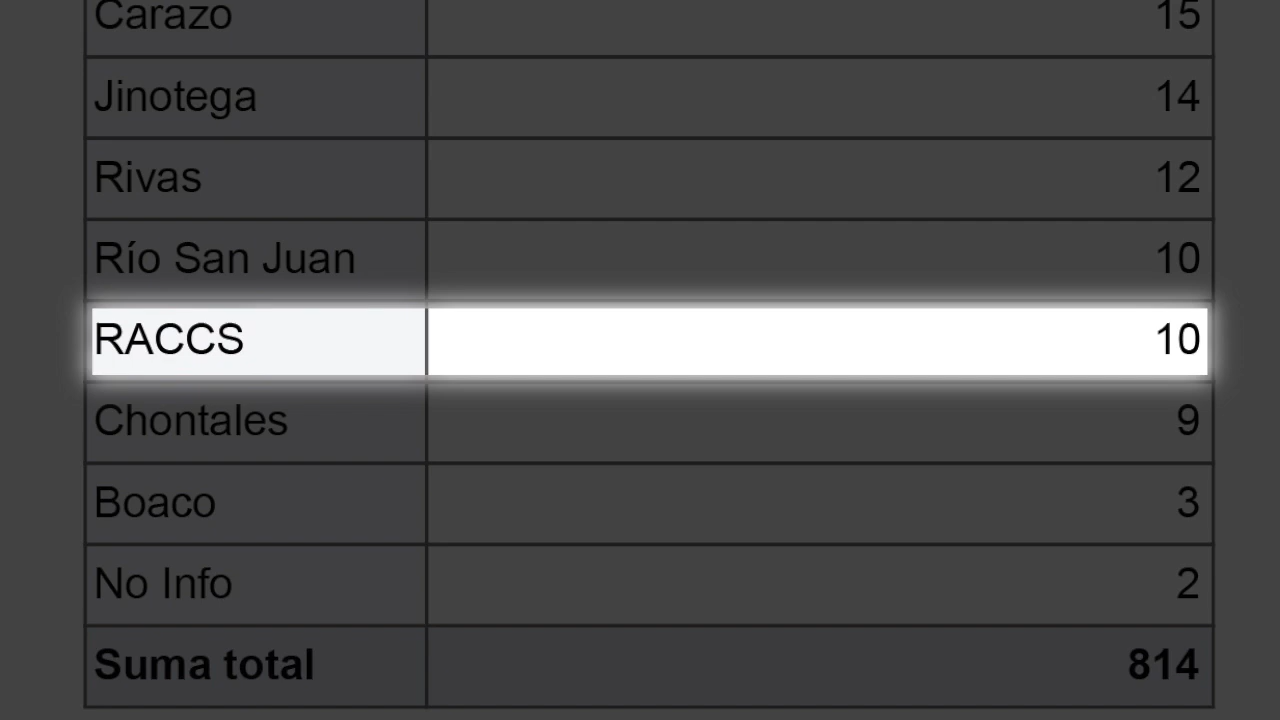 Carazo 15
Jinotega 14
Rivas 12
Río San Juan 10
RACCS 10
Chontales 9
Boaco 3
No Info 2
Suma total 814